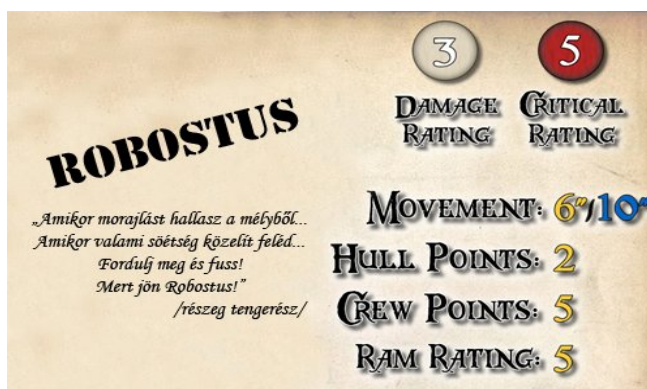 3
5
DAMAGE RATING
CRITICAL RATING
ROBOSTUS
„Amikor morajlást hallasz a mélyből...
Amikor valami söétség közelít feléd...
Fordulj meg és fuss!
Mert jön Robostus!”
/részeg tengerész/
MOVEMENT: 6"/10"
HULL POINTS: 2
CREW POINTS: 5
RAM RATING: 5